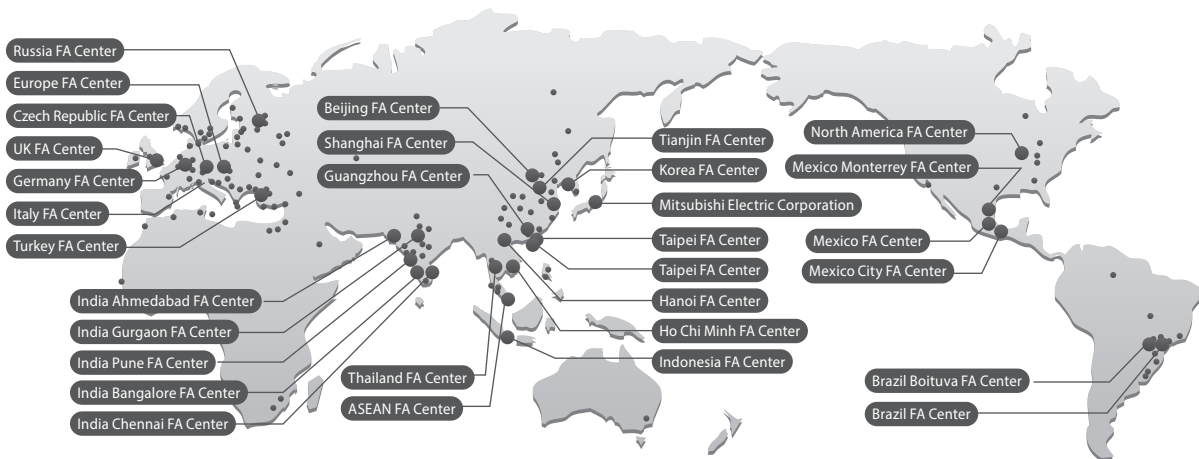 Russia FA Center
Europe FA Center
Czech Republic FA Center
UK FA Center
Germany FA Center
Italy FA Center
Turkey FA Center
Beijing FA Center
Shanghai FA Center
Guangzhou FA Center
Tianjin FA Center
Korea FA Center
Mitsubishi Electric Corporation
Taipei FA Center
Taipei FA Center
Hanoi FA Center
Ho Chi Minh FA Center
Indonesia FA Center
North America FA Center
Mexico Monterrey FA Center
Mexico FA Center
Mexico City FA Center
India Ahmedabad FA Center
India Gurgaon FA Center
India Pune FA Center
India Bangalore FA Center
India Chennai FA Center
Thailand FA Center
ASEAN FA Center
Brazil Boituva FA Center
Brazil FA Center